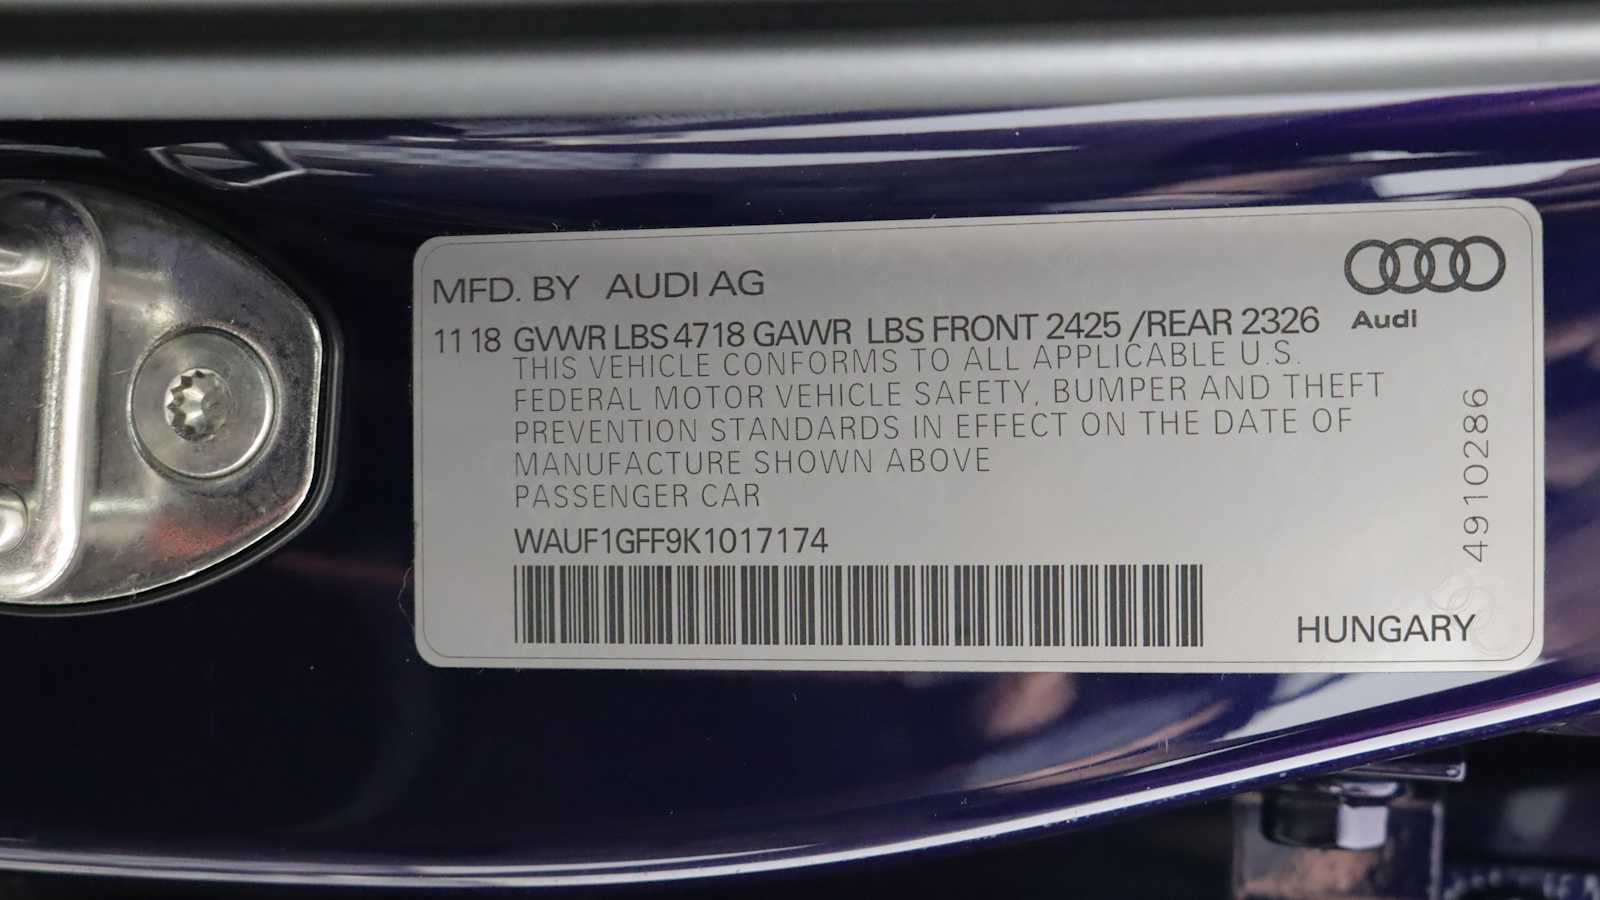 MFD. BY AUDI AG
Audi
11 18 GVWR LBS 4718 GAWR LBS FRONT 2425 /REAR 2326
THIS VEHICLE CONFORMS TO ALL APPLICABLE U.S.
FEDERAL MOTOR VEHICLE SAFETY, BUMPER AND THEFT
PREVENTION STANDARDS IN EFFECT ON THE DATE OF
MANUFACTURE SHOWN ABOVE
PASSENGER CAR
WAUF1GFF9K1017174
4910286
HUNGARY